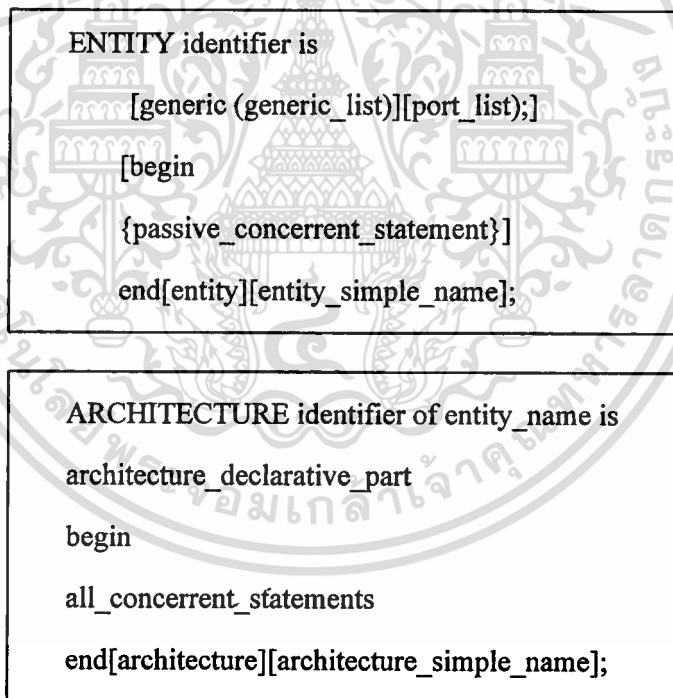 ENTITY identifier is
[generic (generic_list)][port_list);]
[begin
{passive_concerrent_statement}]
end[entity][entity_simple_name];
ARCHITECTURE identifier of entity_name is
architecture_declarative_part
begin
all_concerrent_statements
end[architecture][architecture_simple_name];